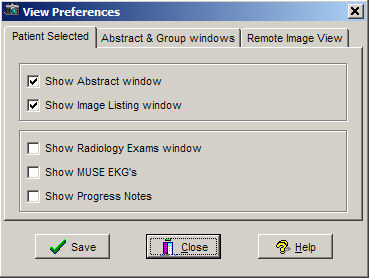 View Preferences
Patient Selected
Abstract & Group windows
Remote Image View
Show Abstract window
Show Image Listing window
Show Radiology Exams window
Show MUSE EKG's
Show Progress Notes
Save
Close
Help